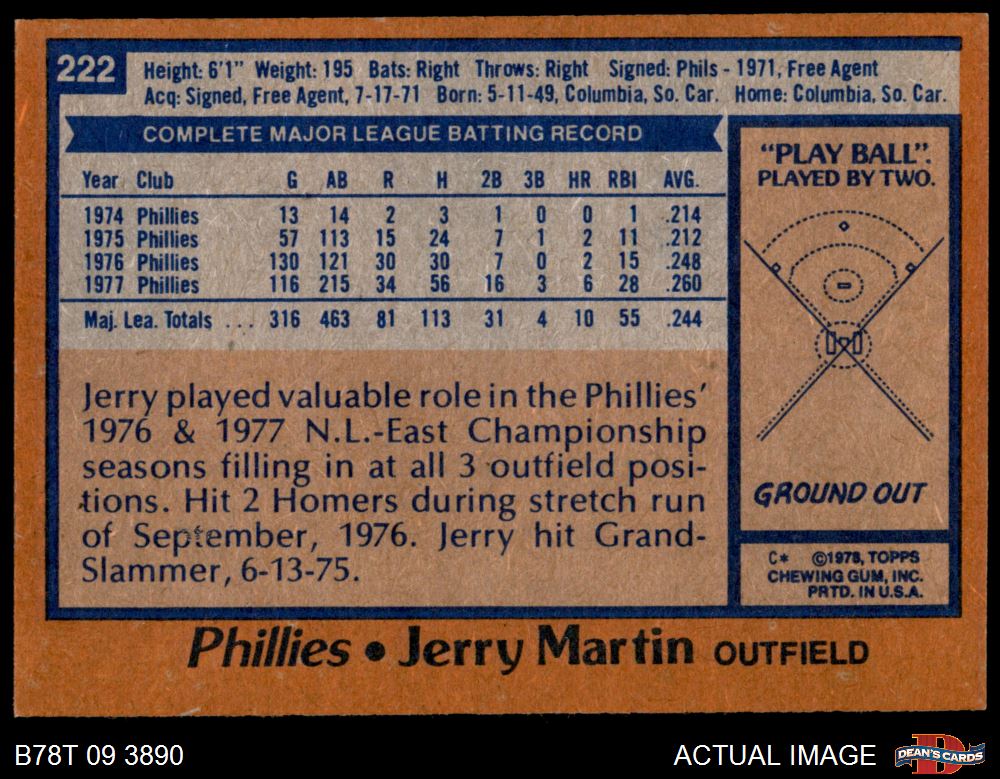 222
Height: 6'1" Weight: 195 Bats: Right Throws: Right Signed: Phils - 1971, Free Agent
Acq: Signed, Free Agent, 7-17-71 Born: 5-11-49, Columbia, So. Car. Home: Columbia, So. Car.
COMPLETE MAJOR LEAGUE BATTING RECORD
Year Club G AB R H 2B 3B HR RBI AVG.
1974 Phillies 13 14 2 3 1 0 0 1 .214
1975 Phillies 57 113 15 24 7 1 2 11 .212
1976 Phillies 130 121 30 30 7 0 2 15 .248
1977 Phillies 116 215 34 56 16 3 6 28 .260
Maj. Lea. Totals ... 316 463 81 113 31 4 10 55 .244
Jerry played valuable role in the Phillies'
1976 & 1977 N.L.-East Championship
seasons filling in at all 3 outfield posi-
tions. Hit 2 Homers during stretch run
of September, 1976. Jerry hit Grand-
Slammer, 6-13-75.
"PLAY BALL".
PLAYED BY TWO.
GROUND OUT
C* ©1978, TOPPS
CHEWING GUM, INC.
PRTD. IN U.S.A.
Phillies • Jerry Martin OUTFIELD
B78T 09 3890
ACTUAL IMAGE
D
DEAN'S CARDS